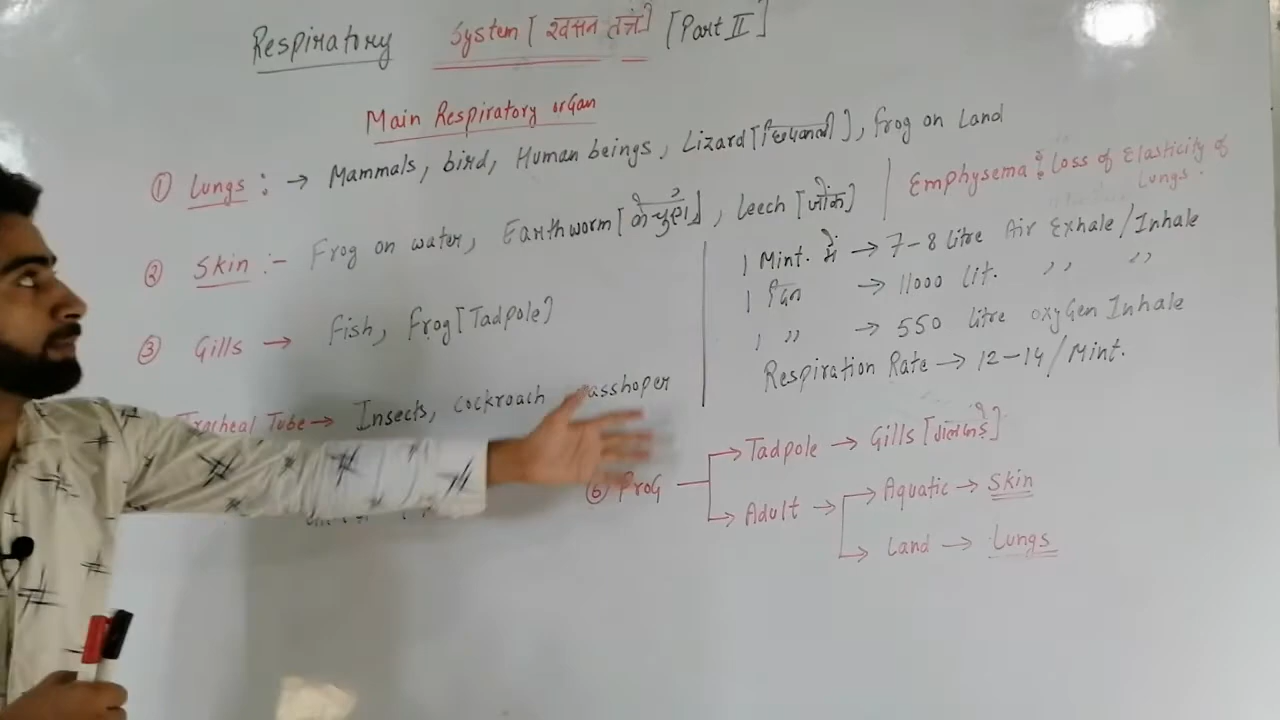 Respiratory System [श्वसन तंत्र] [Part II]
Main Respiratory orGan
① Lungs : → Mammals, bird, Human beings, Lizard [छिपकली], frog on Land
② Skin :- Frog on water, Earthworm [केंचुएं], Leech [जोंक]
③ Gills → Fish, frog [Tadpole]
Tracheal Tube → Insects, cockroach
Emphysema : Loss of Elasticity of
Lungs.
1 Mint. में → 7-8 Litre Air Exhale/Inhale
1 दिन → 11000 Lit. ,, ,,
1 ,, → 550 litre oxyGen Inhale
Respiration Rate → 12-14/Mint.
⑥ FroG
→ Tadpole → Gills [गलफड़े]
→ Adult → Aquatic → Skin
→ Land → Lungs